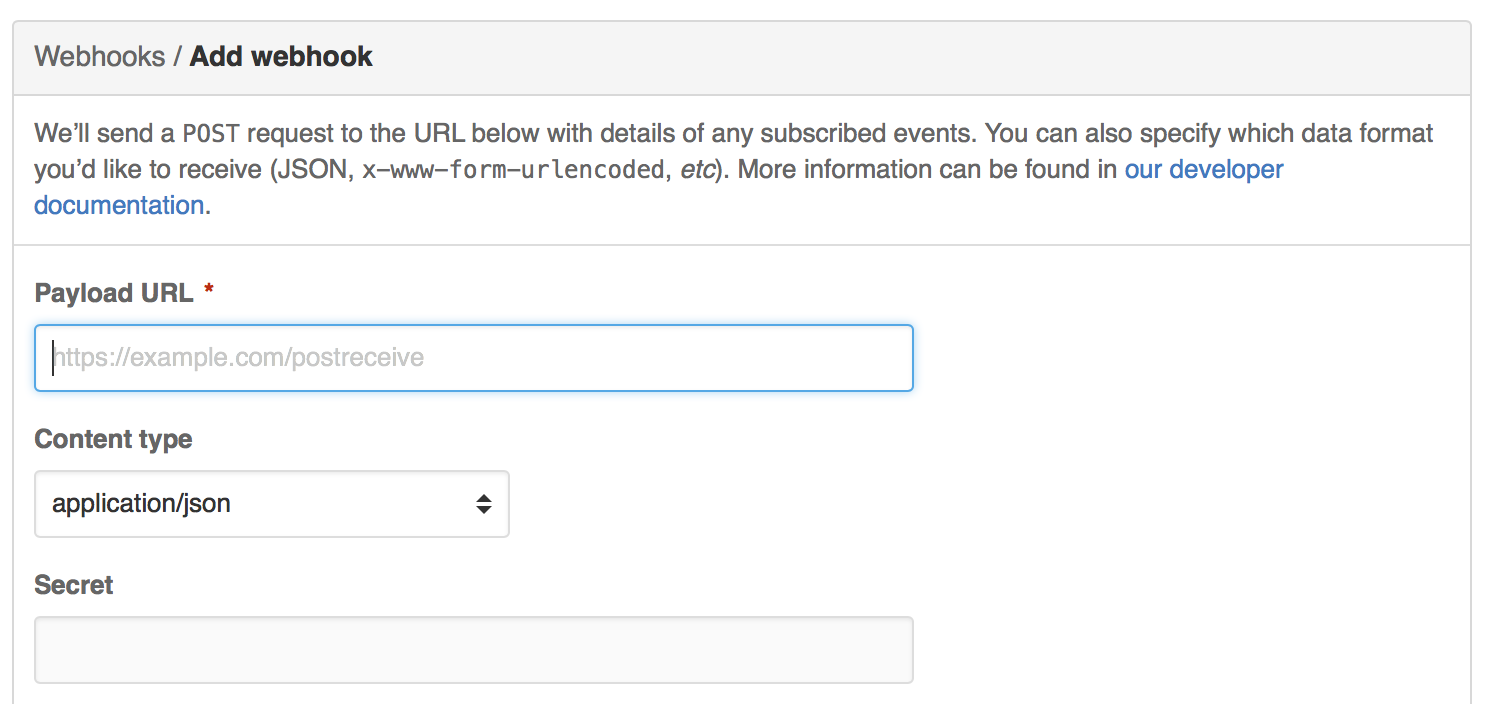 Webhooks / Add webhook
We’ll send a POST request to the URL below with details of any subscribed events. You can also specify which data format
you’d like to receive (JSON, x-www-form-urlencoded, etc). More information can be found in our developer
documentation.
Payload URL *
https://example.com/postreceive
Content type
application/json
Secret